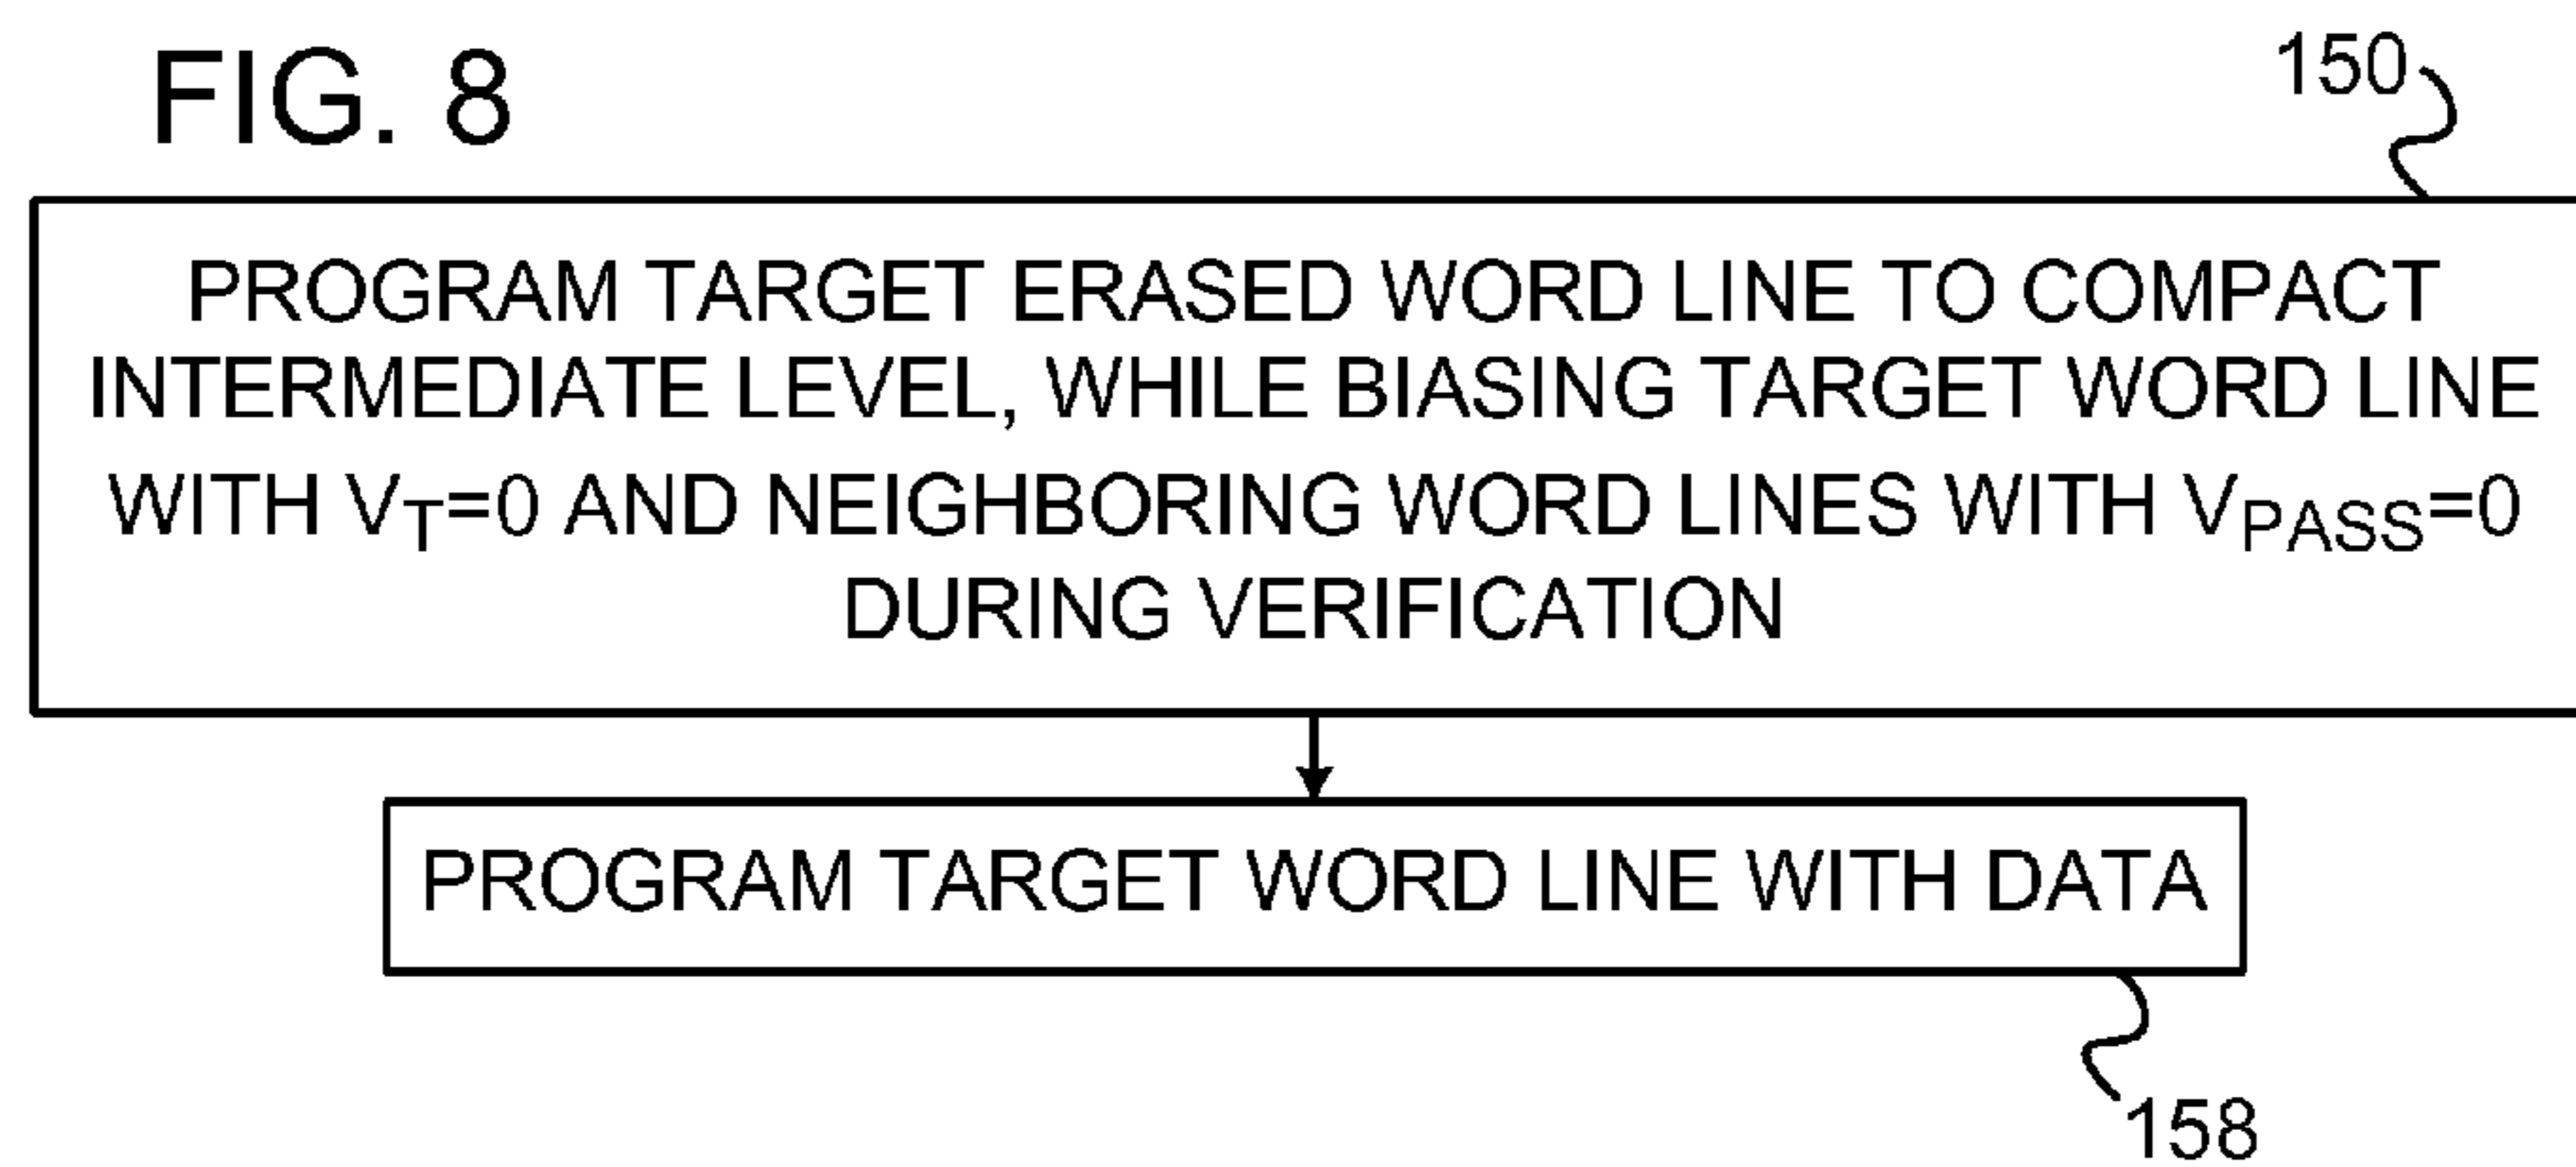 FIG. 8
150
PROGRAM TARGET ERASED WORD LINE TO COMPACT
INTERMEDIATE LEVEL, WHILE BIASING TARGET WORD LINE
WITH VT=0 AND NEIGHBORING WORD LINES WITH VPASS=0
DURING VERIFICATION
PROGRAM TARGET WORD LINE WITH DATA
158